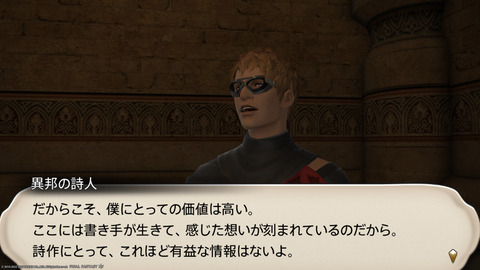 異邦の詩人
だからこそ、僕にとっての価値は高い。
ここには書き手が生きて、感じた想いが刻まれているのだから。
詩作にとって、これほど有益な情報はないよ。